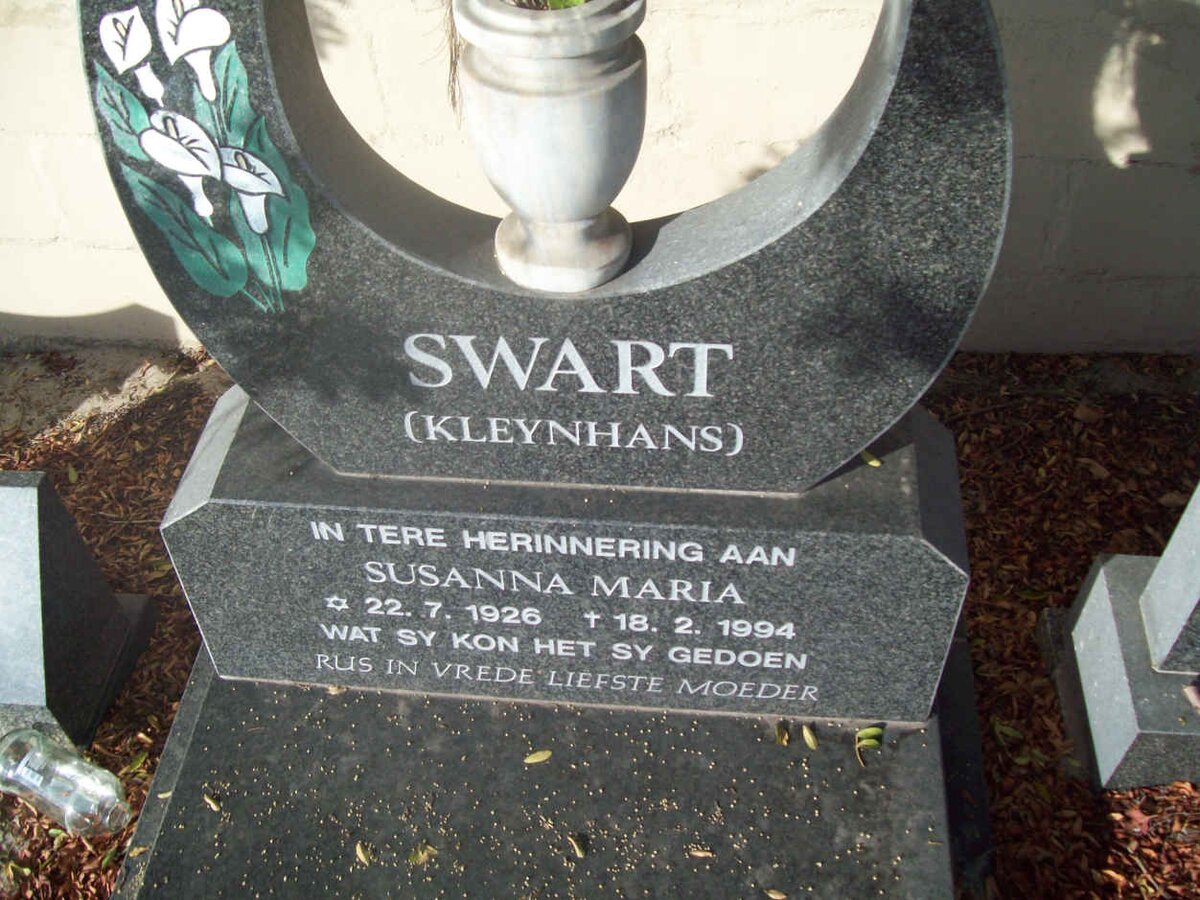 SWART
(KLEYNHANS)
IN TERE HERINNERING AAN
SUSANNA MARIA
✡ 22. 7. 1926 ✝ 18. 2. 1994
WAT SY KON HET SY GEDOEN
RUS IN VREDE LIEFSTE MOEDER